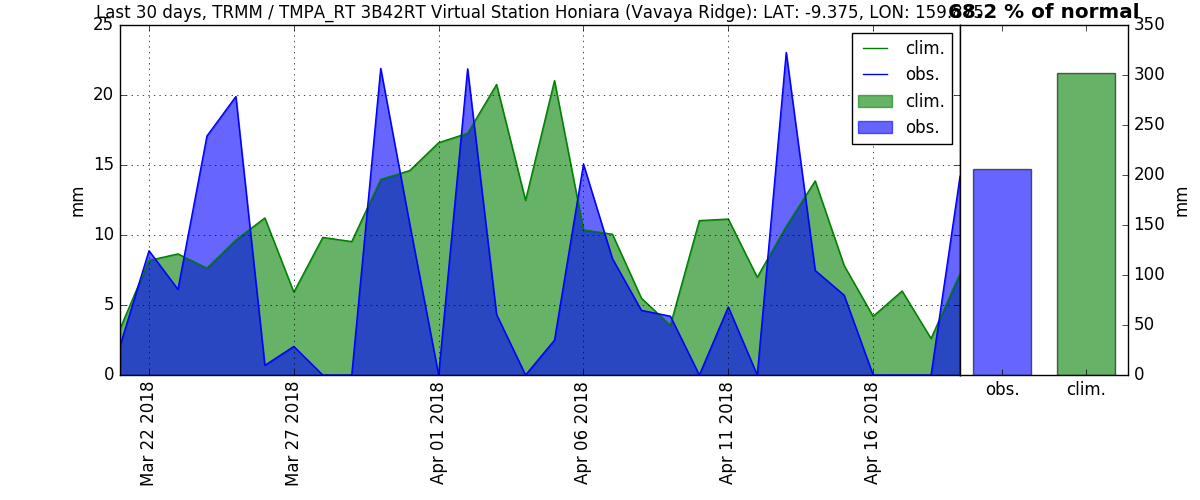 Last 30 days, TRMM / TMPA_RT 3B42RT Virtual Station Honiara (Vavaya Ridge): LAT: -9.375, LON:
68.2 % of normal
25
20
15
10
5
0
mm
clim.
obs.
clim.
obs.
350
300
250
200
150
100
50
0
mm
obs.
clim.
Mar 22 2018
Mar 27 2018
Apr 01 2018
Apr 06 2018
Apr 11 2018
Apr 16 2018